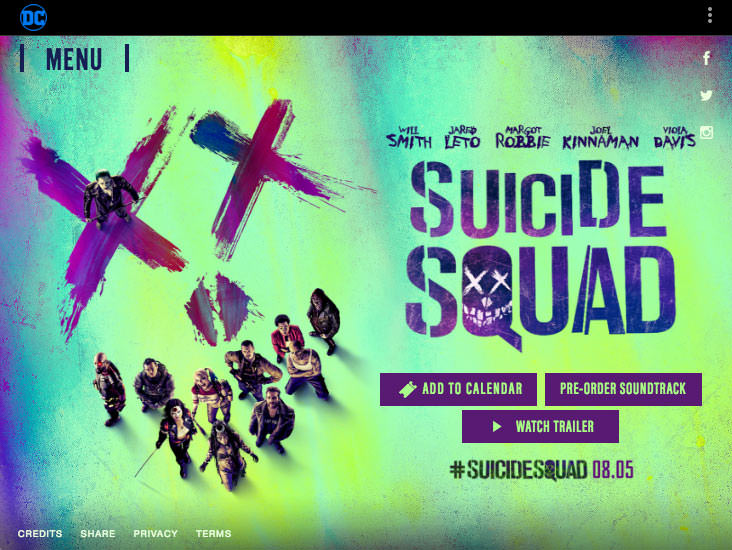 DC
MENU
WILL SMITH JARED LETO MARGOT ROBBIE JOEL KINNAMAN VIOLA DAVIS
SUICIDE
SQUAD
ADD TO CALENDAR
PRE-ORDER SOUNDTRACK
WATCH TRAILER
#SUICIDESQUAD 08.05
CREDITS SHARE PRIVACY TERMS